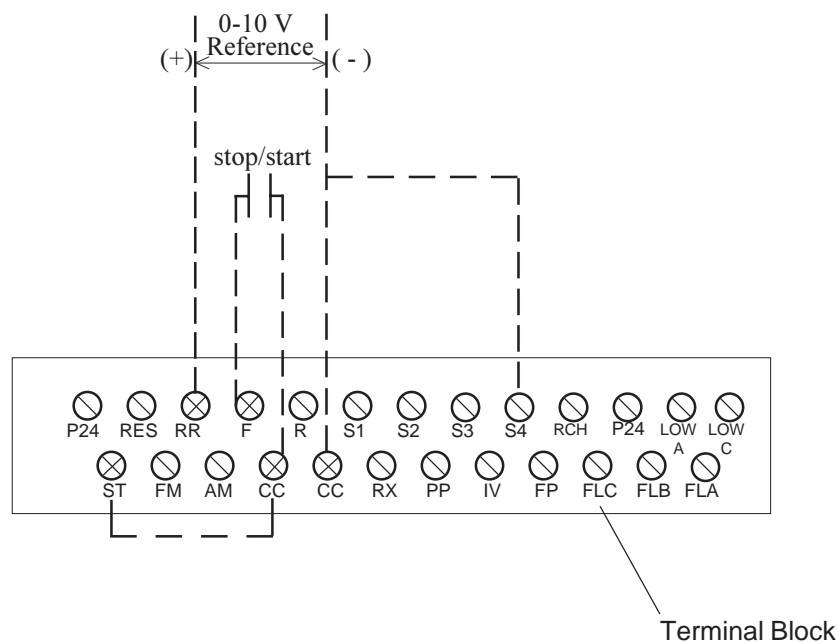 0-10 V
Reference
(+)
( - )
stop/start
P24 RES RR F R S1 S2 S3 S4 RCH P24 LOW A LOW C
ST FM AM CC CC RX PP IV FP FLC FLB FLA
Terminal Block